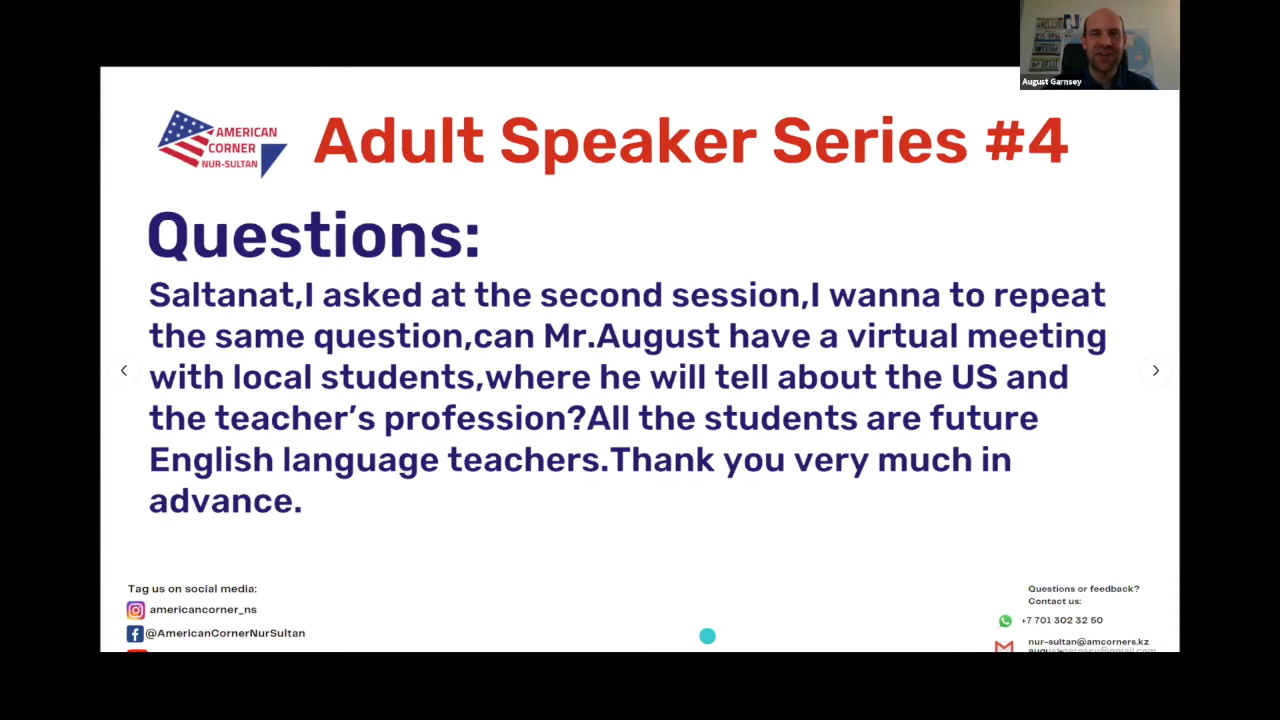 August Garnsey
AMERICAN
CORNER
NUR-SULTAN
Adult Speaker Series #4
Questions:
Saltanat,I asked at the second session,I wanna to repeat
the same question,can Mr.August have a virtual meeting
with local students,where he will tell about the US and
the teacher’s profession?All the students are future
English language teachers.Thank you very much in
advance.
Tag us on social media:
americancorner_ns
@AmericanCornerNurSultan
Questions or feedback?
Contact us:
+7 701 302 32 50
nur-sultan@amcorners.kz
august.garnsey@gmail.com